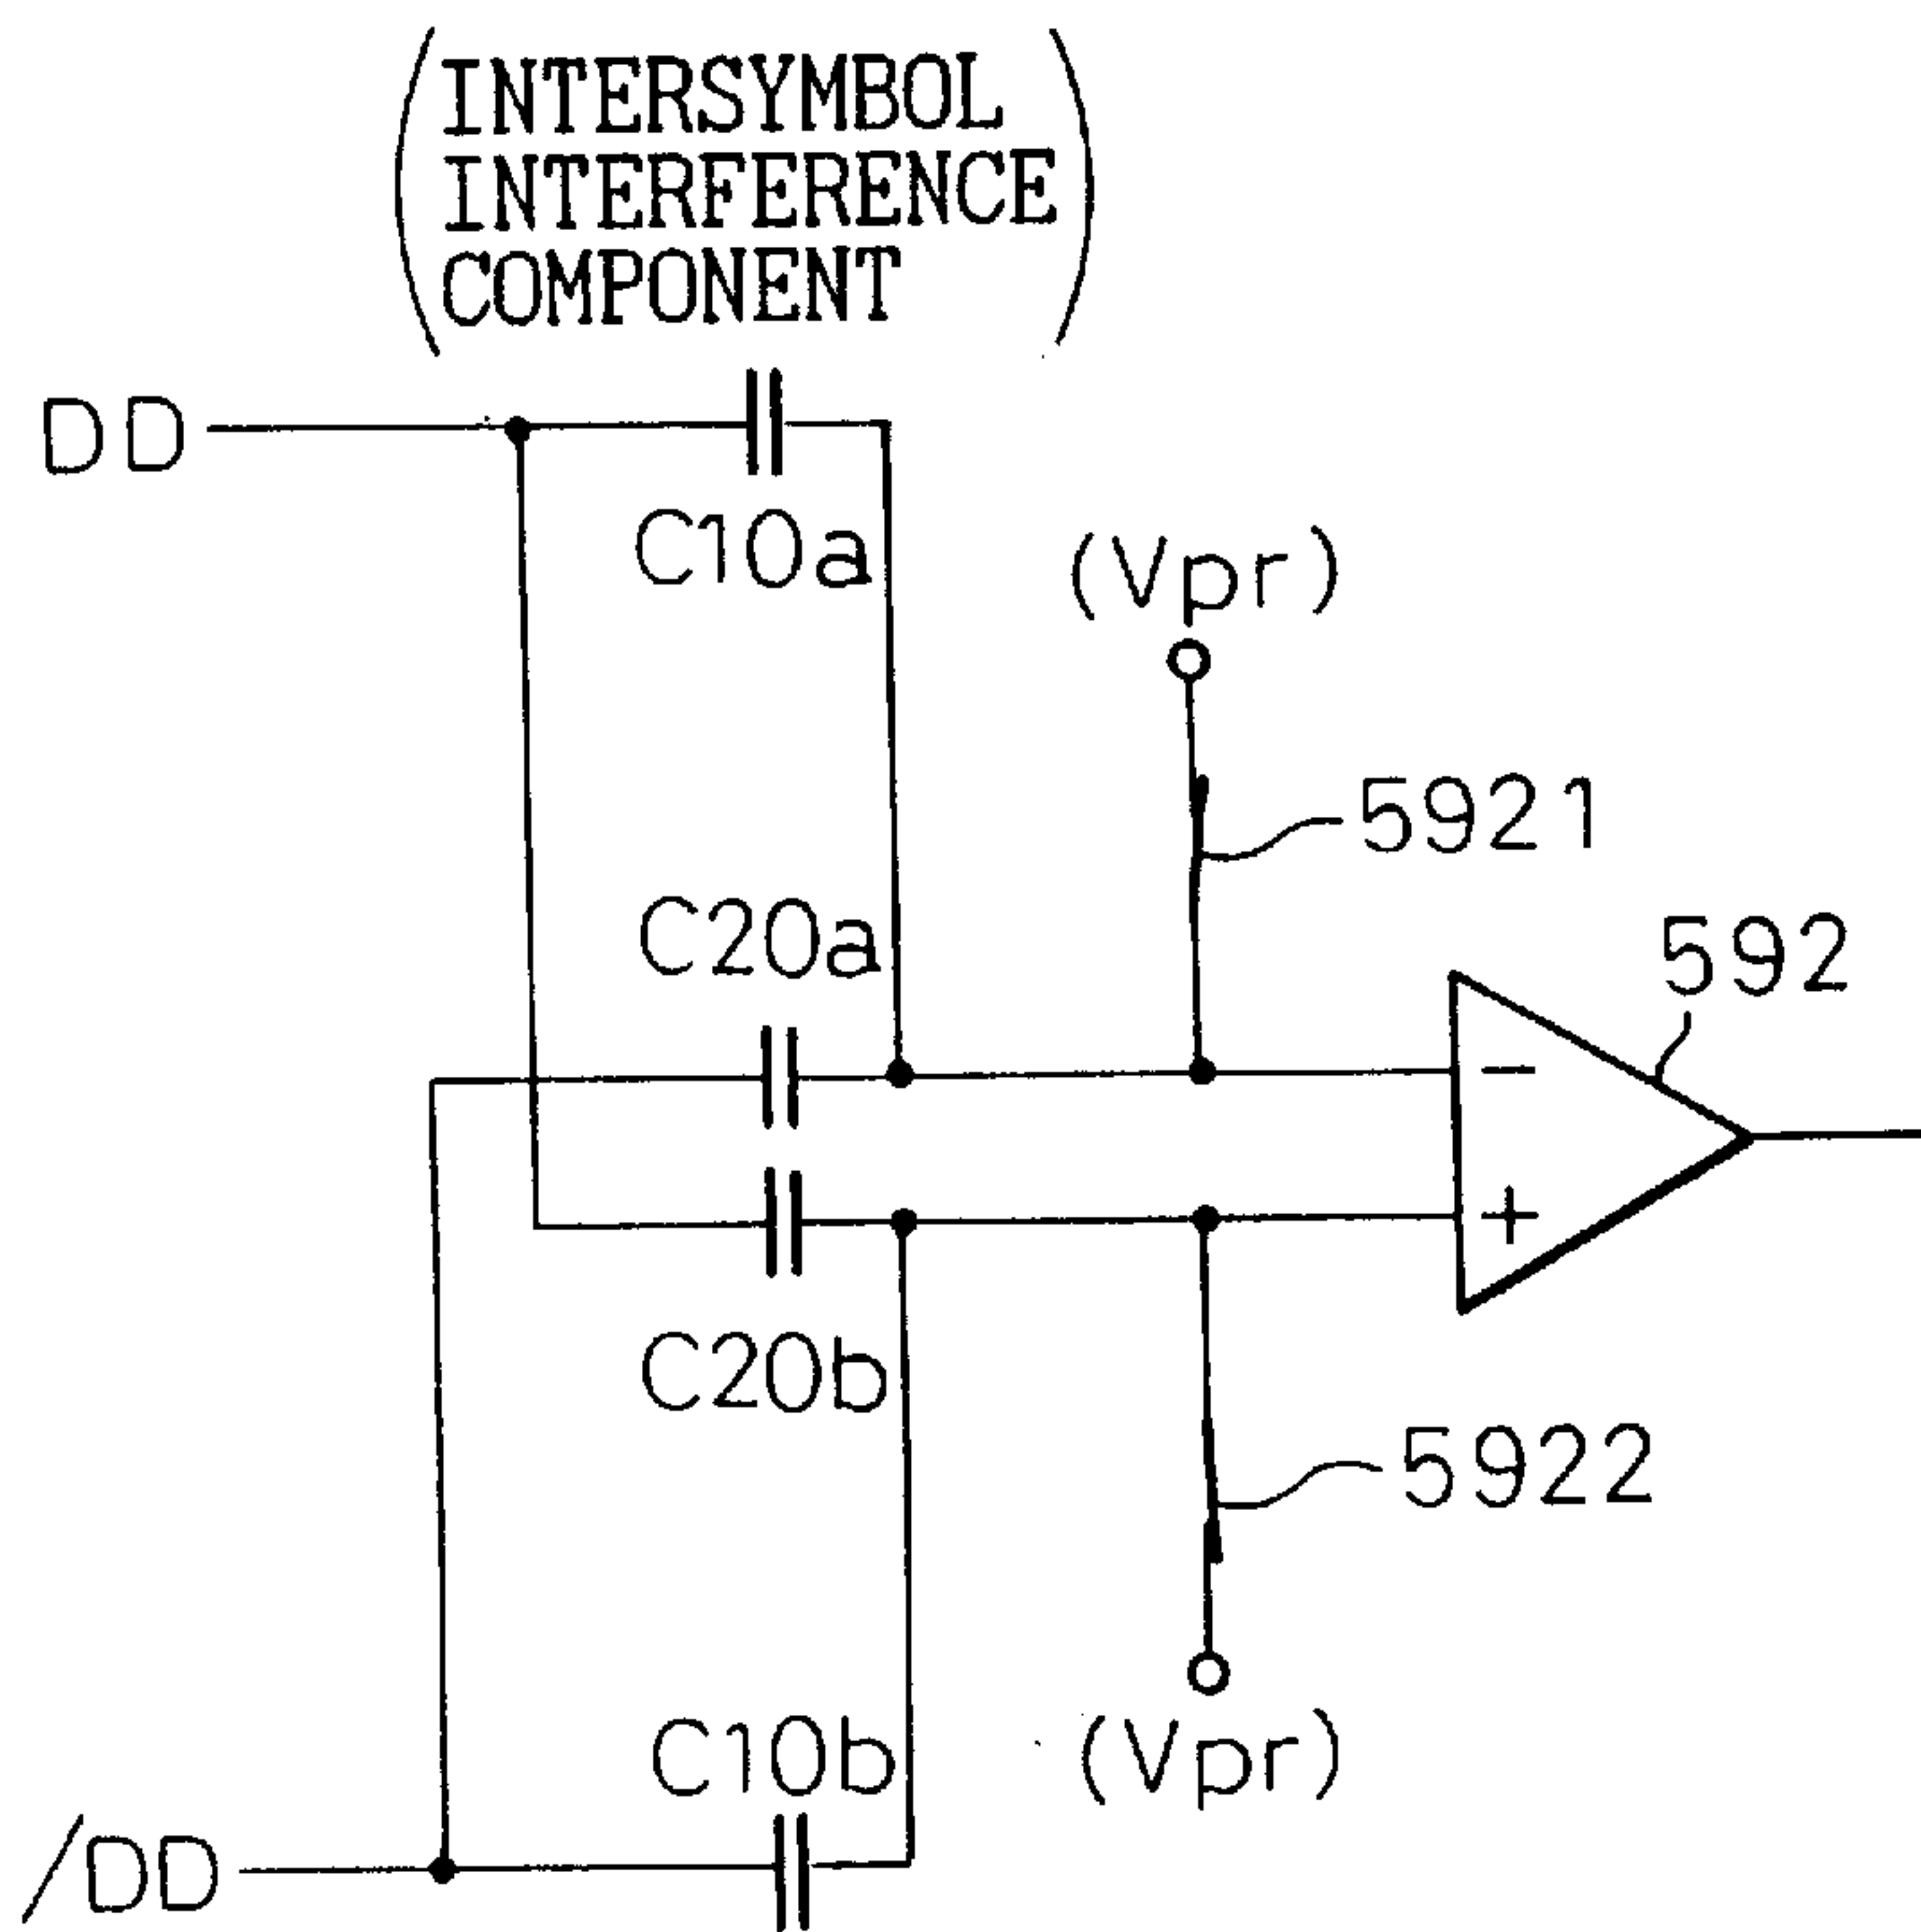 INTERSYMBOL
INTERFERENCE
COMPONENT
DD
C10a
(Vpr)
5921
C20a
592
-
+
C20b
5922
C10b
(Vpr)
/DD